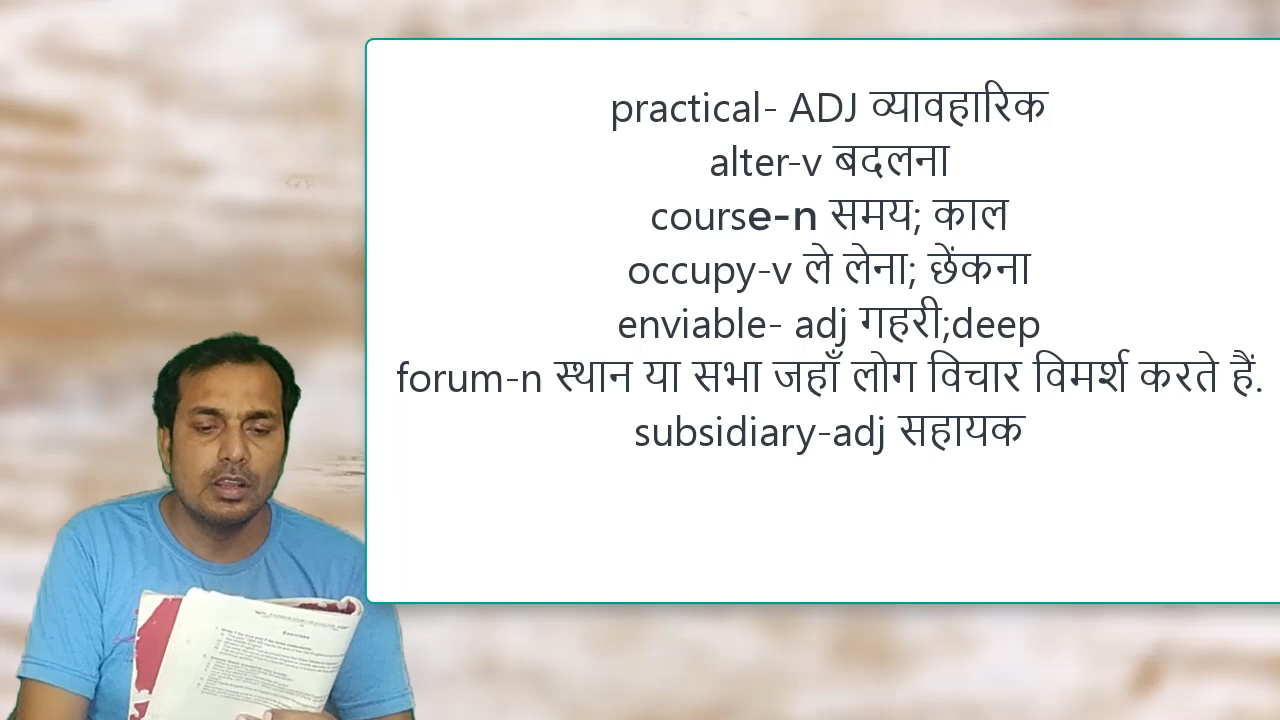 practical- ADJ व्यावहारिक
alter-v बदलना
course-n समय; काल
occupy-v ले लेना; छेंकना
enviable- adj गहरी;deep
forum-n स्थान या सभा जहाँ लोग विचार विमर्श करते हैं.
subsidiary-adj सहायक